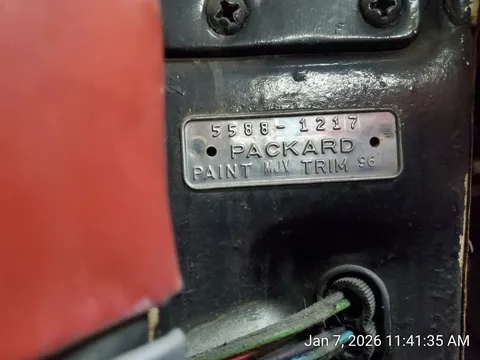 5588-1217
PACKARD
PAINT MJV TRIM 96
Jan 7, 2026 11:41:35 AM